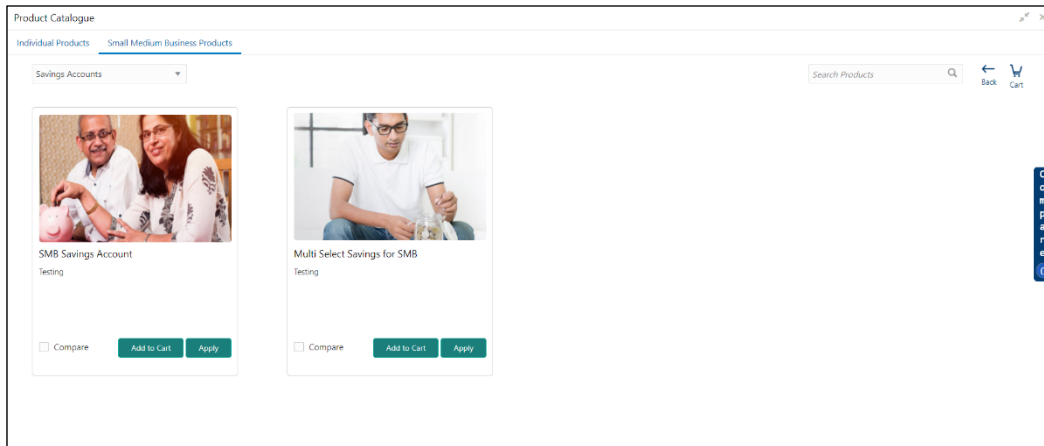 Product Catalogue
Individual Products Small Medium Business Products
Savings Accounts
Search Products
Back Cart
SMB Savings Account
Testing
Compare Add to Cart Apply
Multi Select Savings for SMB
Testing
Compare Add to Cart Apply
Compare